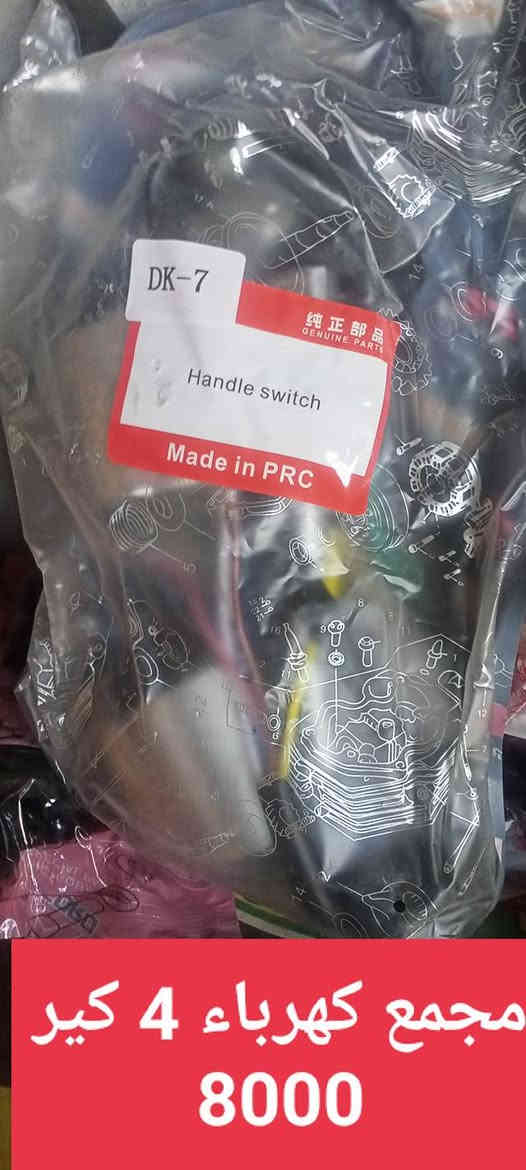 DK-7
纯正部品
GENUINE PARTS
Handle switch
Made in PRC
مجمع كهرباء 4 كير
8000